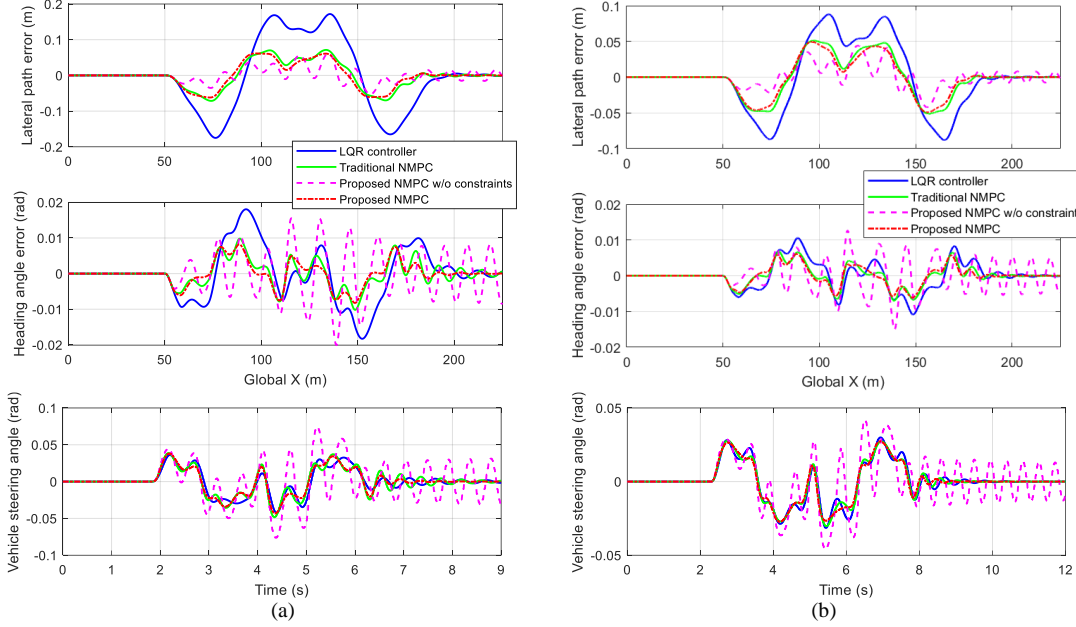 Lateral path error (m)
0.2
0.1
0
-0.1
-0.2
0 50 100 150 200
LQR controller
Traditional NMPC
Proposed NMPC w/o constraints
Proposed NMPC
Heading angle error (rad)
0.02
0.01
0
-0.01
-0.02
0 50 100 150 200
Global X (m)
Vehicle steering angle (rad)
0.1
0.05
0
-0.05
-0.1
0 1 2 3 4 5 6 7 8 9
Time (s)
(a)
Lateral path error (m)
0.1
0.05
0
-0.05
-0.1
0 50 100 150 200
LQR controller
Traditional NMPC
Proposed NMPC w/o constraint
Proposed NMPC
Heading angle error (rad)
0.02
0.01
0
-0.01
-0.02
0 50 100 150 200
Global X (m)
Vehicle steering angle (rad)
0.05
0
-0.05
0 2 4 6 8 10 12
Time (s)
(b)